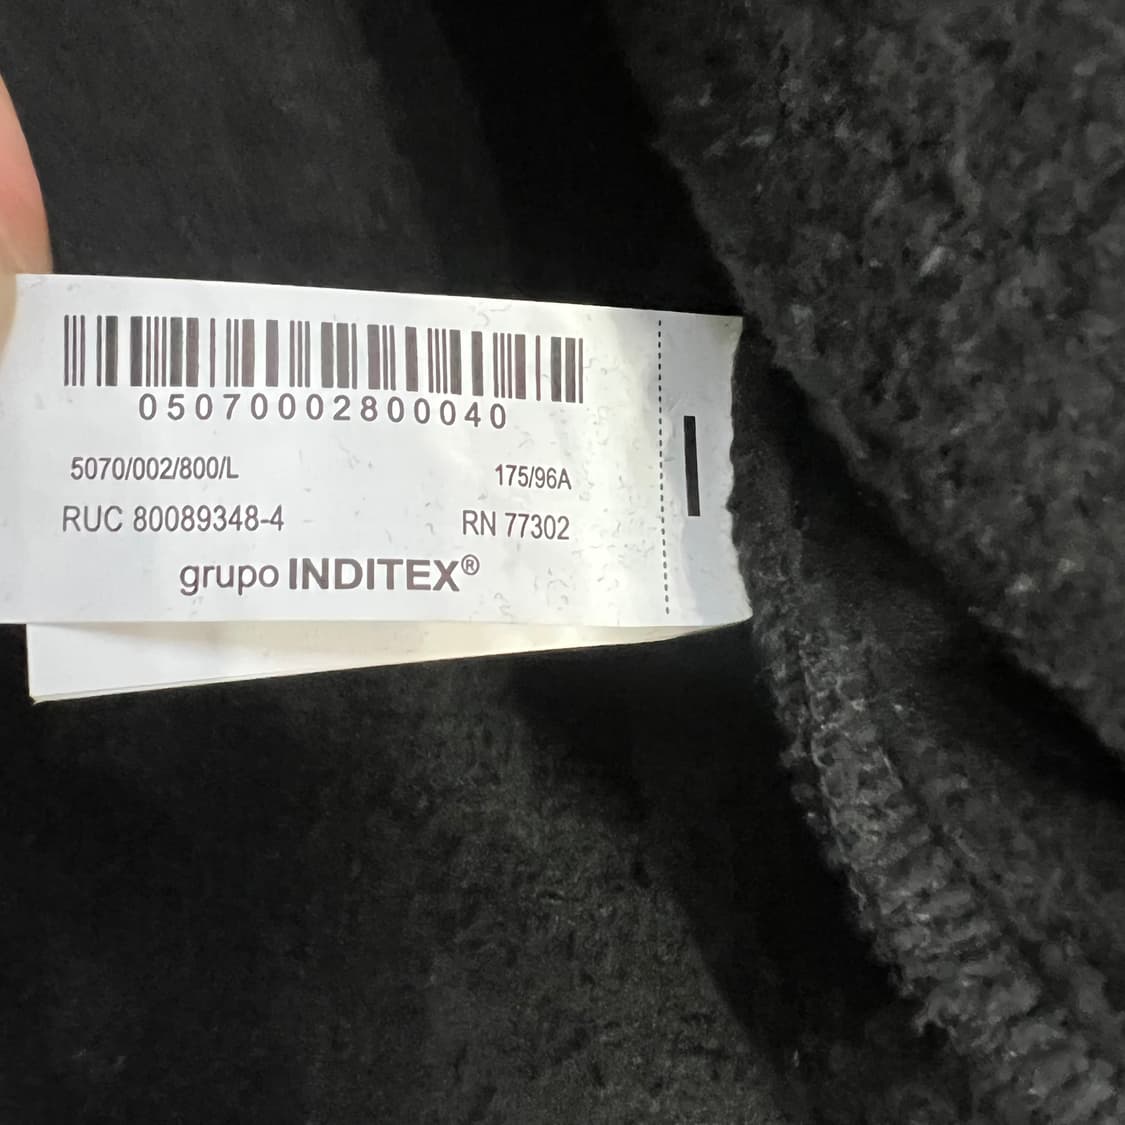 05070002800040
5070/002/800/L 175/96A
RUC 80089348-4 RN 77302
grupo INDITEX®